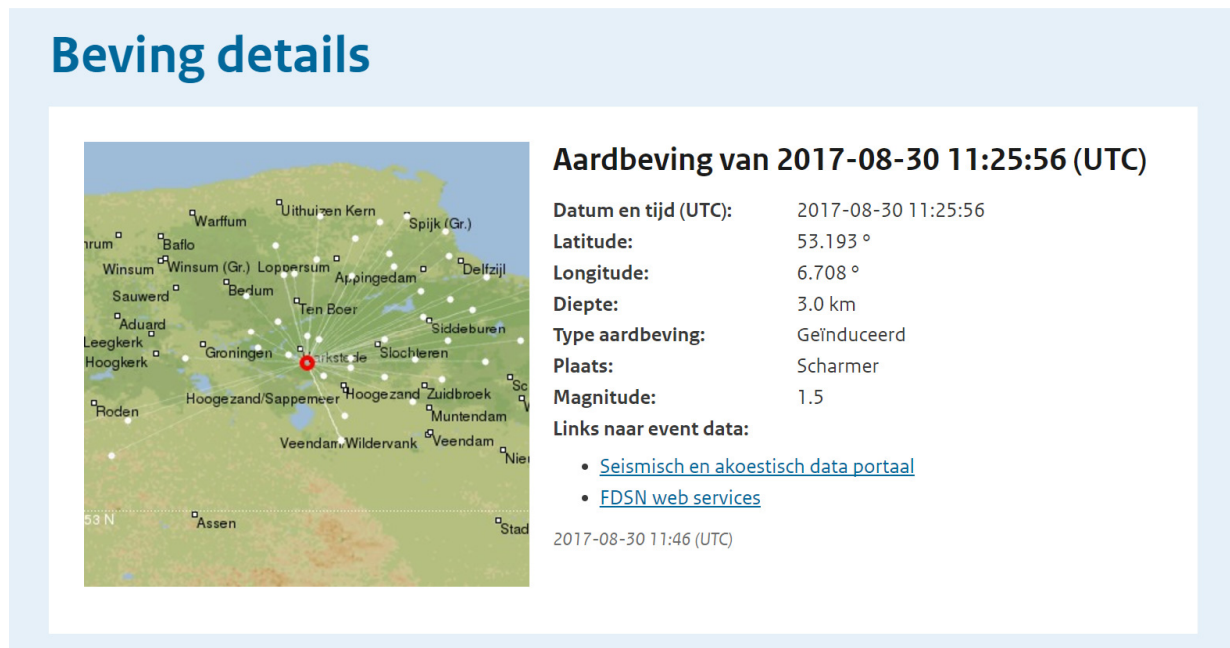 Beving details
Aardbeving van 2017-08-30 11:25:56 (UTC)
Datum en tijd (UTC): 2017-08-30 11:25:56
Latitude: 53.193 °
Longitude: 6.708 °
Diepte: 3.0 km
Type aardbeving: Geïnduceerd
Plaats: Scharmer
Magnitude: 1.5
Links naar event data:
• Seismisch en akoestisch data portaal
• FDSN web services
2017-08-30 11:46 (UTC)
Uithuizen Kern
Warffum
Spijk (Gr.)
Baflo
Winsum
Winsum (Gr.)
Loppersum
Appingedam
Delfzijl
Sauwerd
Bedum
Ten Boer
Aduard
Siddeburen
Leegkerk
Hoogkerk
Groningen
Slochteren
Hoogezand/Sappemeer
Hoogezand
Zuidbroek
Roden
Muntendam
Veendam/Wildervank
Veendam
53 N
Assen